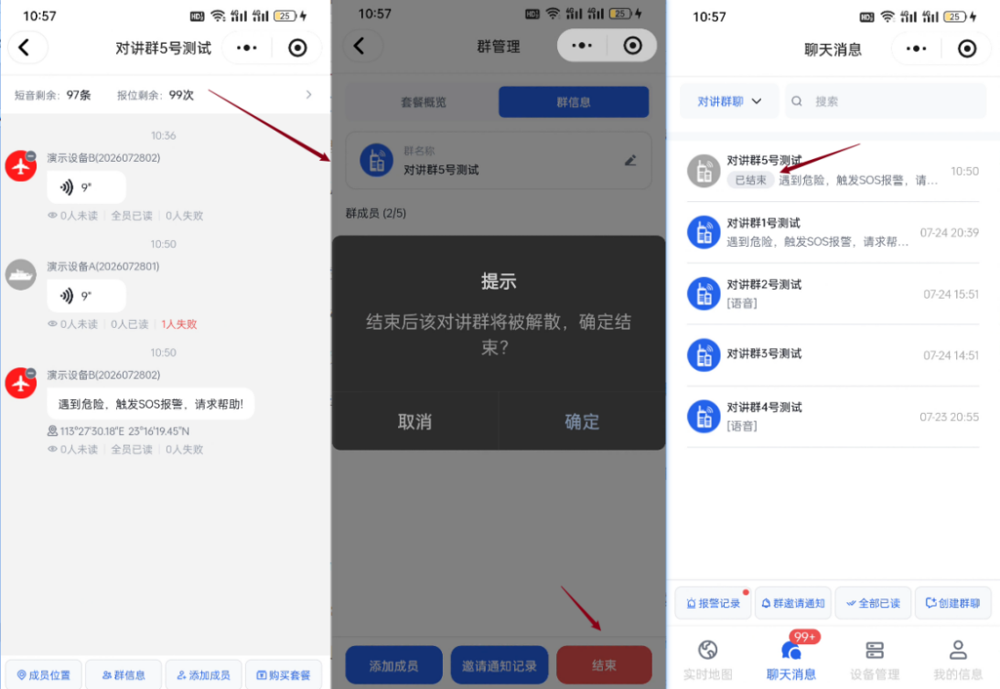 10:57
HD 4G 4G 25
对讲群5号测试
短音剩余：97条 报位剩余：99次
10:36
演示设备B(2026072802)
9"
0人未读 全员已读 0人失败
10:50
演示设备A(2026072801)
9"
0人未读 0人已读 1人失败
10:50
演示设备B(2026072802)
遇到危险，触发SOS报警，请求帮助!
113°27'30.18"E 23°16'19.45"N
0人未读 全员已读 0人失败
成员位置 群信息 添加成员 购买套餐
10:57
HD 4G 4G 25
群管理
套餐概览 群信息
群名称
对讲群5号测试
群成员 (2/5)
提示
结束后该对讲群将被解散，确定结
束？
取消 确定
添加成员 邀请通知记录 结束
10:57
HD 4G 4G 25
聊天消息
对讲群聊 搜索
对讲群5号测试
10:50
已结束 遇到危险，触发SOS报警，请...
对讲群1号测试
07-24 20:39
遇到危险，触发SOS报警，请求帮...
对讲群2号测试
07-24 15:51
[语音]
对讲群3号测试
07-24 14:51
对讲群4号测试
07-23 20:55
[语音]
报警记录 群邀请通知 全部已读 创建群聊
99+
实时地图 聊天消息 设备管理 我的信息